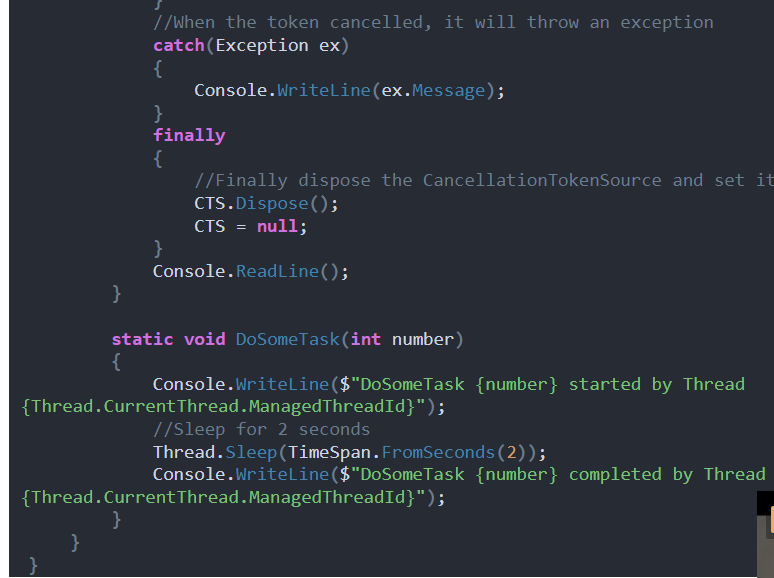 }
//When the token cancelled, it will throw an exception
catch(Exception ex)
{
Console.WriteLine(ex.Message);
}
finally
{
//Finally dispose the CancellationTokenSource and set it
CTS.Dispose();
CTS = null;
}
Console.ReadLine();
}
static void DoSomeTask(int number)
{
Console.WriteLine($"DoSomeTask {number} started by Thread
{Thread.CurrentThread.ManagedThreadId}");
//Sleep for 2 seconds
Thread.Sleep(TimeSpan.FromSeconds(2));
Console.WriteLine($"DoSomeTask {number} completed by Thread
{Thread.CurrentThread.ManagedThreadId}");
}
}
}